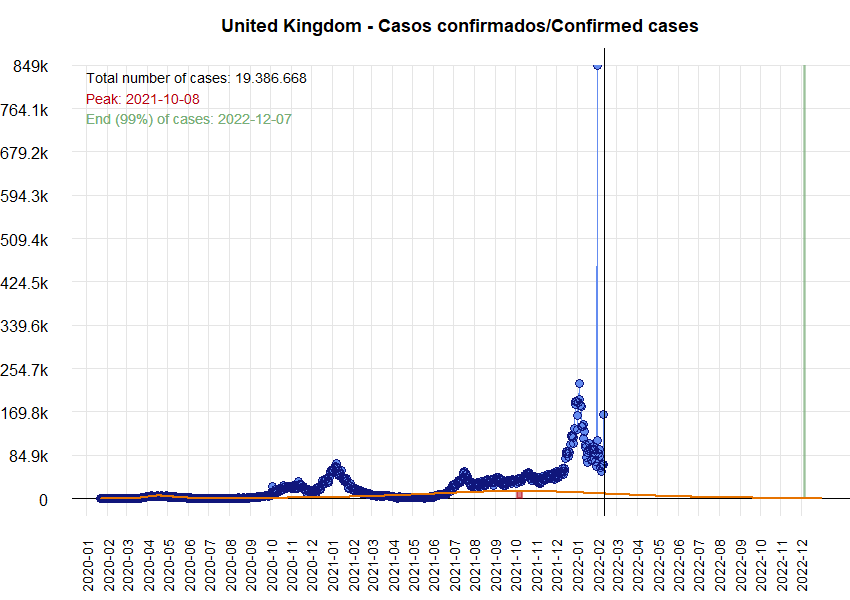 United Kingdom - Casos confirmados/Confirmed cases
849k
Total number of cases: 19.386.668
Peak: 2021-10-08
764.1k
End (99%) of cases: 2022-12-07
679.2k
594.3k
509.4k
424.5k
339.6k
254.7k
169.8k
84.9k
0
2020-01
2020-02
2020-03
2020-04
2020-05
2020-06
2020-07
2020-08
2020-09
2020-10
2020-11
2020-12
2021-01
2021-02
2021-03
2021-04
2021-05
2021-06
2021-07
2021-08
2021-09
2021-10
2021-11
2021-12
2022-01
2022-02
2022-03
2022-04
2022-05
2022-06
2022-07
2022-08
2022-09
2022-10
2022-11
2022-12